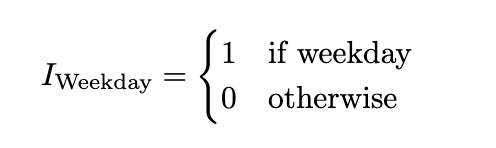 I_Weekday = { 1 if weekday
0 otherwise